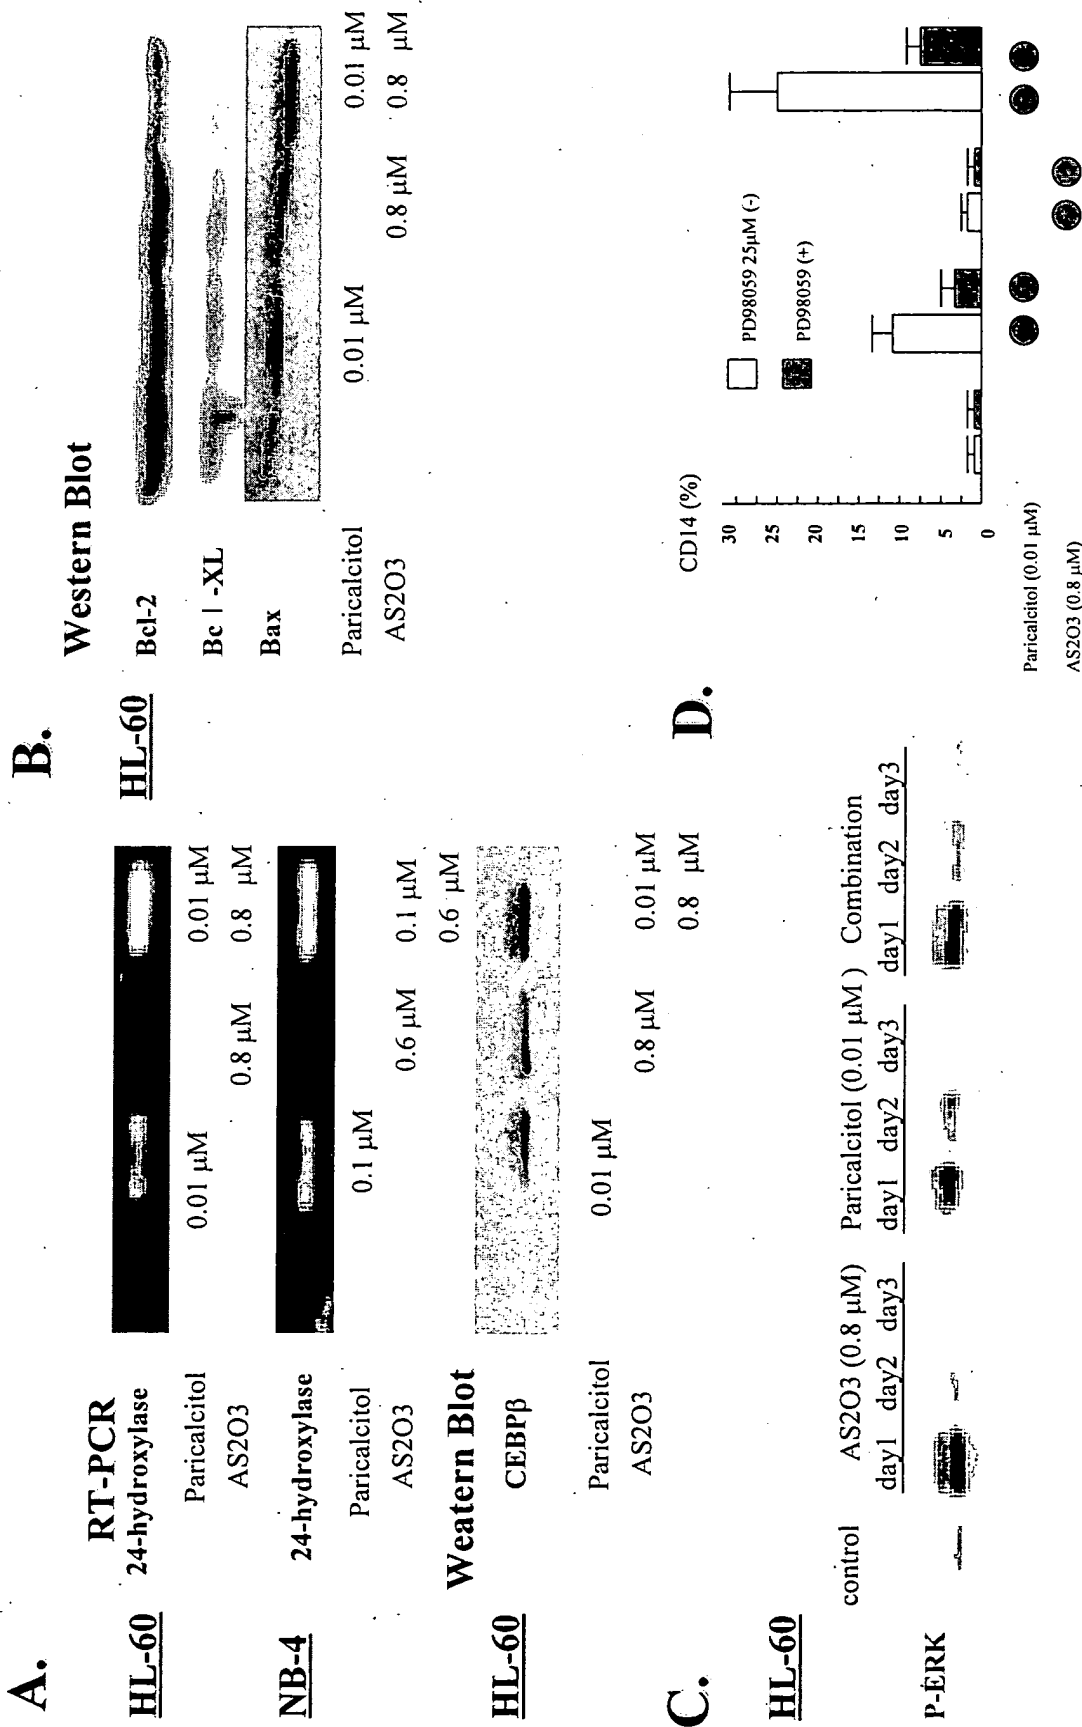 A.
RT-PCR
HL-60 24-hydroxylase
Paricalcitol 0.01 µM 0.01 µM
AS2O3 0.8 µM 0.8 µM
NB-4 24-hydroxylase
Paricalcitol 0.1 µM 0.1 µM
AS2O3 0.6 µM 0.6 µM
Weatern Blot
HL-60 CEBPβ
Paricalcitol 0.01 µM 0.01 µM
AS2O3 0.8 µM 0.8 µM
B.
Western Blot
HL-60 Bcl-2
Bc l -XL
Bax
Paricalcitol 0.01 µM 0.01 µM
AS2O3 0.8 µM 0.8 µM
C.
HL-60
control AS2O3 (0.8 µM) Paricalcitol (0.01 µM ) Combination
day1 day2 day3 day1 day2 day3 day1 day2 day3
P-ERK
D.
CD14 (%)
30
25
20
15
10
5
0
PD98059 25µM (-)
PD98059 (+)
Paricalcitol (0.01 µM)
AS2O3 (0.8 µM)